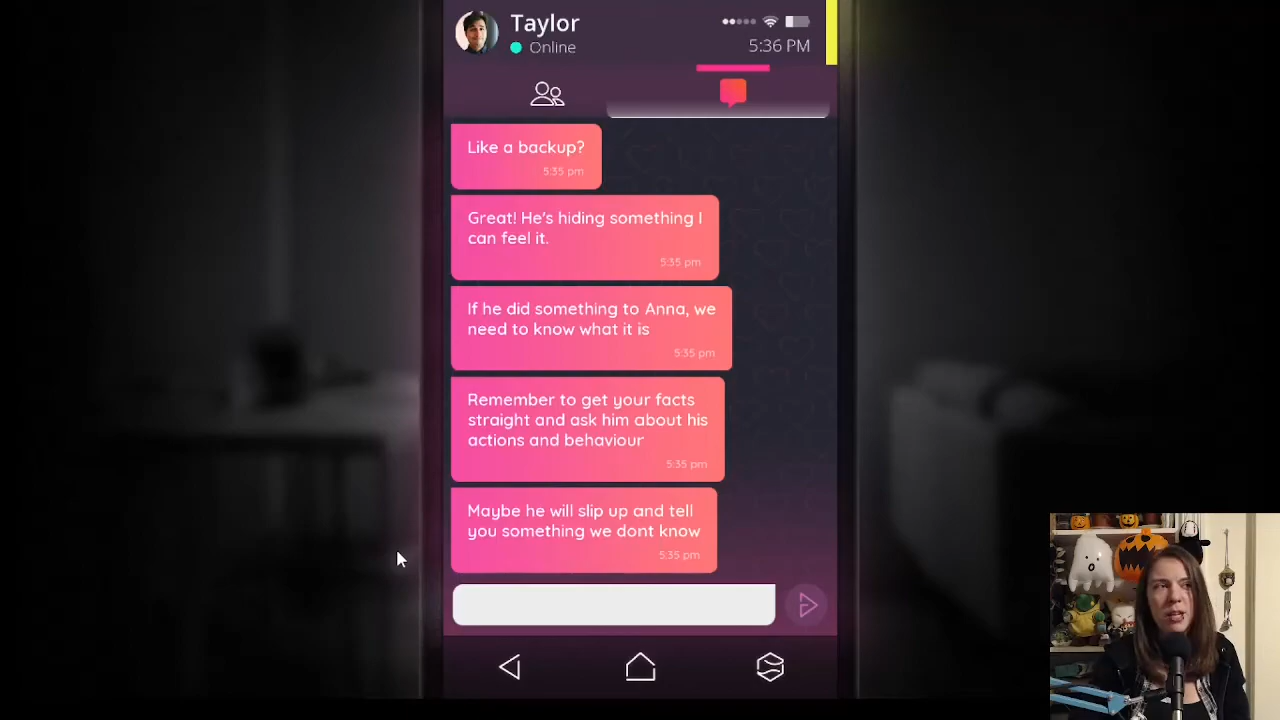 Taylor
Online
5:36 PM
Like a backup?
5:35 pm
Great! He's hiding something I
can feel it.
5:35 pm
If he did something to Anna, we
need to know what it is
5:35 pm
Remember to get your facts
straight and ask him about his
actions and behaviour
5:35 pm
Maybe he will slip up and tell
you something we dont know
5:35 pm